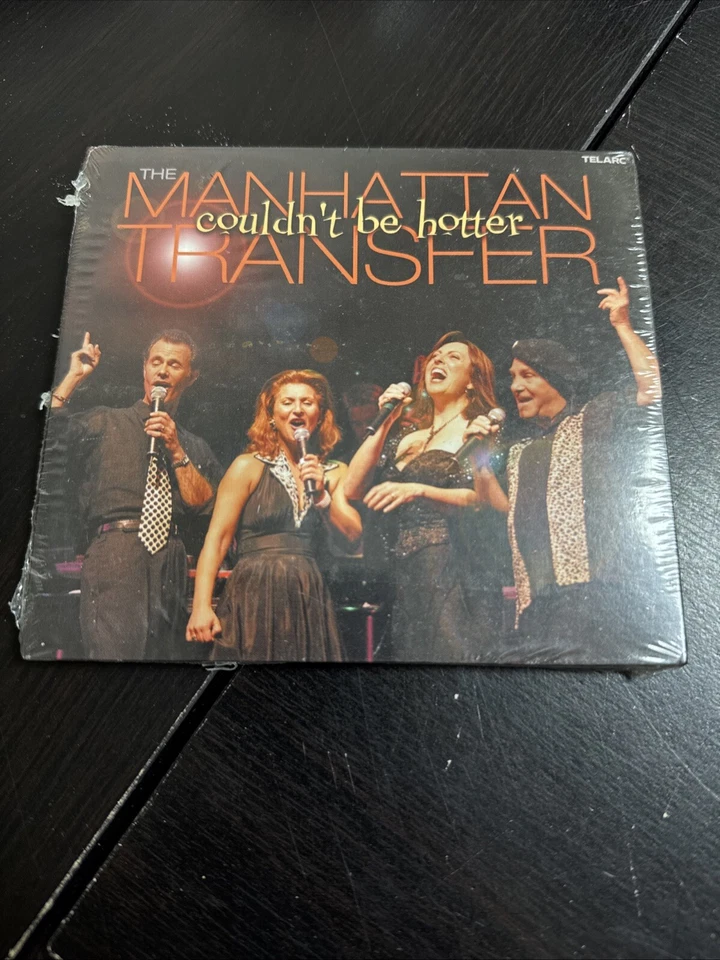 TELARC
THE
MANHATTAN
couldn't be hotter
TRANSFER